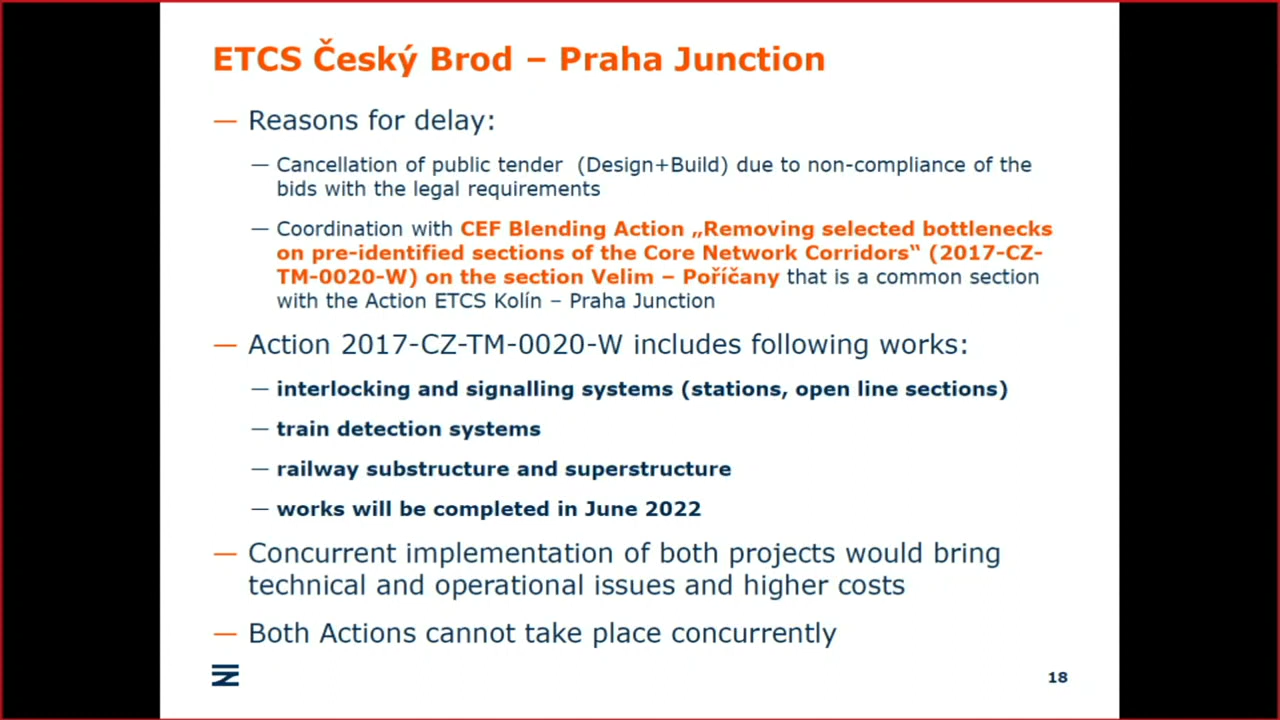 ETCS Český Brod – Praha Junction
— Reasons for delay:
— Cancellation of public tender (Design+Build) due to non-compliance of the
bids with the legal requirements
— Coordination with CEF Blending Action „Removing selected bottlenecks
on pre-identified sections of the Core Network Corridors“ (2017-CZ-
TM-0020-W) on the section Velim – Poříčany that is a common section
with the Action ETCS Kolín – Praha Junction
— Action 2017-CZ-TM-0020-W includes following works:
— interlocking and signalling systems (stations, open line sections)
— train detection systems
— railway substructure and superstructure
— works will be completed in June 2022
— Concurrent implementation of both projects would bring
technical and operational issues and higher costs
— Both Actions cannot take place concurrently
18